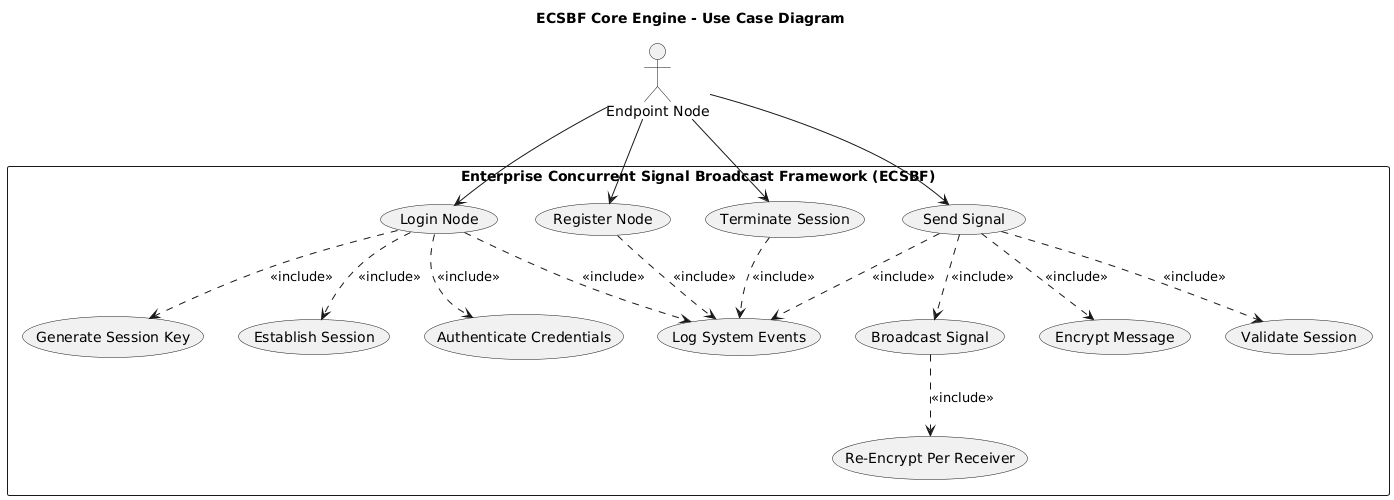 ECSBF Core Engine - Use Case Diagram
Endpoint Node
Enterprise Concurrent Signal Broadcast Framework (ECSBF)
Login Node
Register Node
Terminate Session
Send Signal
«include»
«include»
«include»
«include»
«include»
«include»
«include»
«include»
«include»
«include»
Generate Session Key
Establish Session
Authenticate Credentials
Log System Events
Broadcast Signal
Encrypt Message
Validate Session
«include»
Re-Encrypt Per Receiver